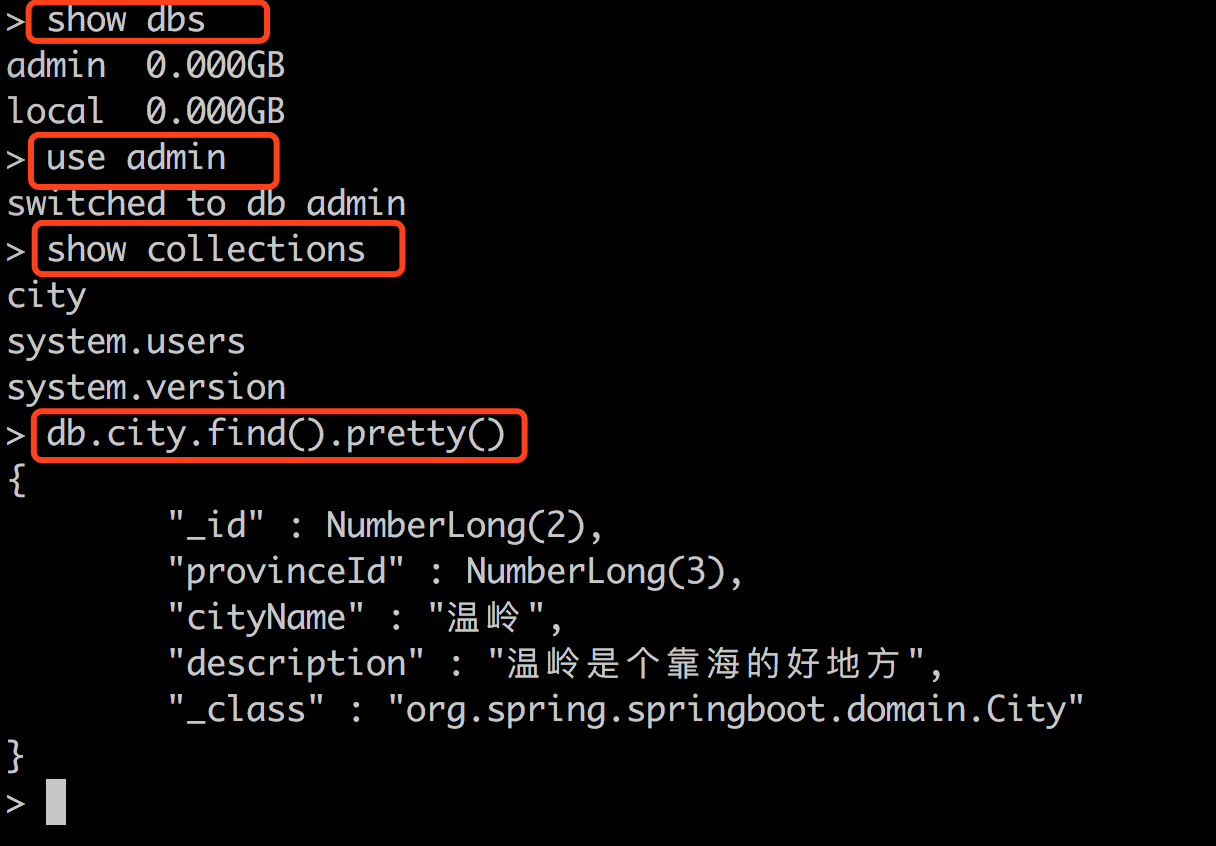 > show dbs
admin  0.000GB
local  0.000GB
> use admin
switched to db admin
> show collections
city
system.users
system.version
> db.city.find().pretty()
{
        "_id" : NumberLong(2),
        "provinceId" : NumberLong(3),
        "cityName" : "温岭",
        "description" : "温岭是个靠海的好地方",
        "_class" : "org.spring.springboot.domain.City"
}
>